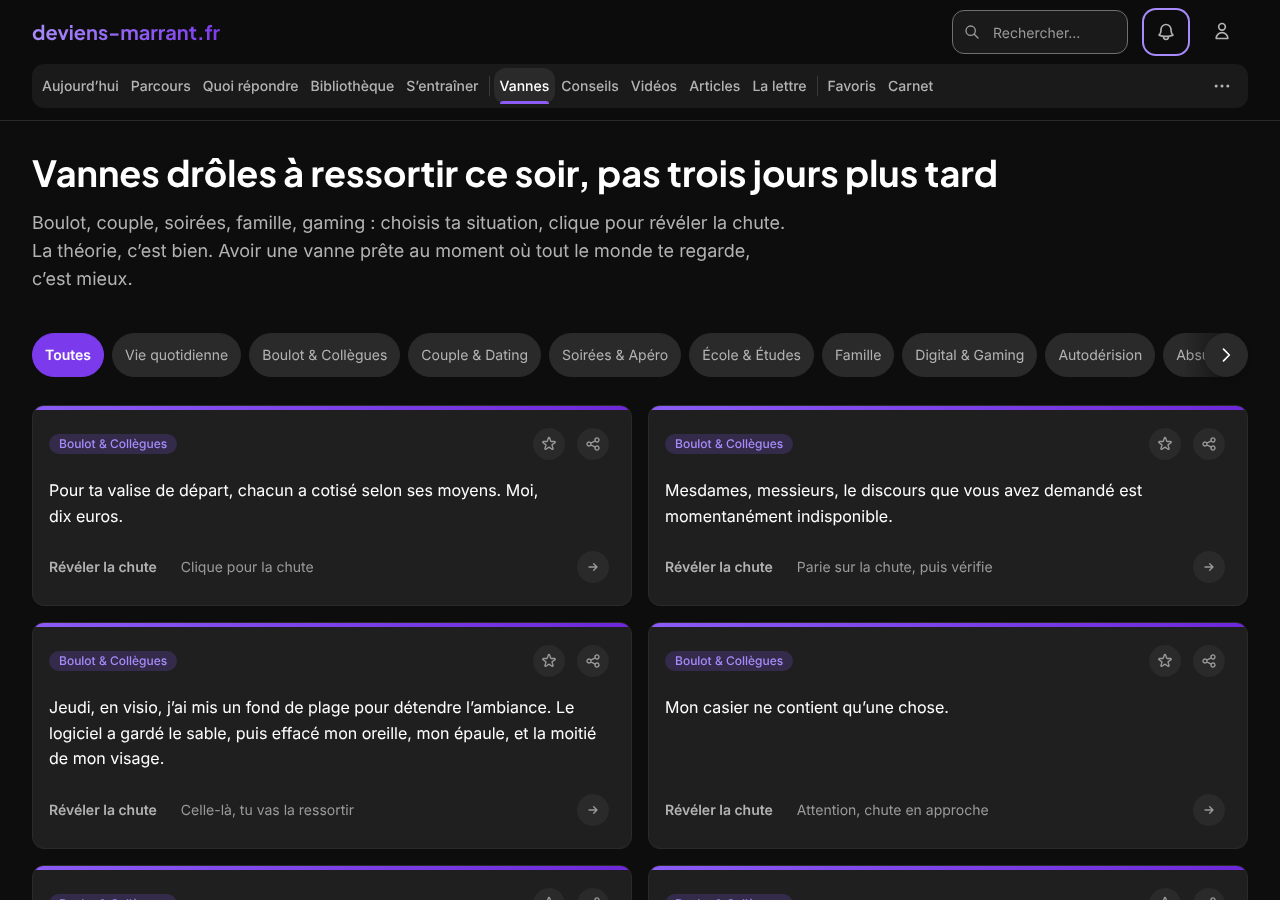 deviens-marrant.fr
Rechercher...
Aujourd’hui Parcours Quoi répondre Bibliothèque S’entraîner Vannes Conseils Vidéos Articles La lettre Favoris Carnet
Vannes drôles à ressortir ce soir, pas trois jours plus tard
Boulot, couple, soirées, famille, gaming : choisis ta situation, clique pour révéler la chute.
La théorie, c’est bien. Avoir une vanne prête au moment où tout le monde te regarde,
c’est mieux.
Toutes Vie quotidienne Boulot & Collègues Couple & Dating Soirées & Apéro École & Études Famille Digital & Gaming Autodérision
Boulot & Collègues
Pour ta valise de départ, chacun a cotisé selon ses moyens. Moi,
dix euros.
Révéler la chute Clique pour la chute
Boulot & Collègues
Mesdames, messieurs, le discours que vous avez demandé est
momentanément indisponible.
Révéler la chute Parie sur la chute, puis vérifie
Boulot & Collègues
Jeudi, en visio, j’ai mis un fond de plage pour détendre l’ambiance. Le
logiciel a gardé le sable, puis effacé mon oreille, mon épaule, et la moitié
de mon visage.
Révéler la chute Celle-là, tu vas la ressortir
Boulot & Collègues
Mon casier ne contient qu’une chose.
Révéler la chute Attention, chute en approche